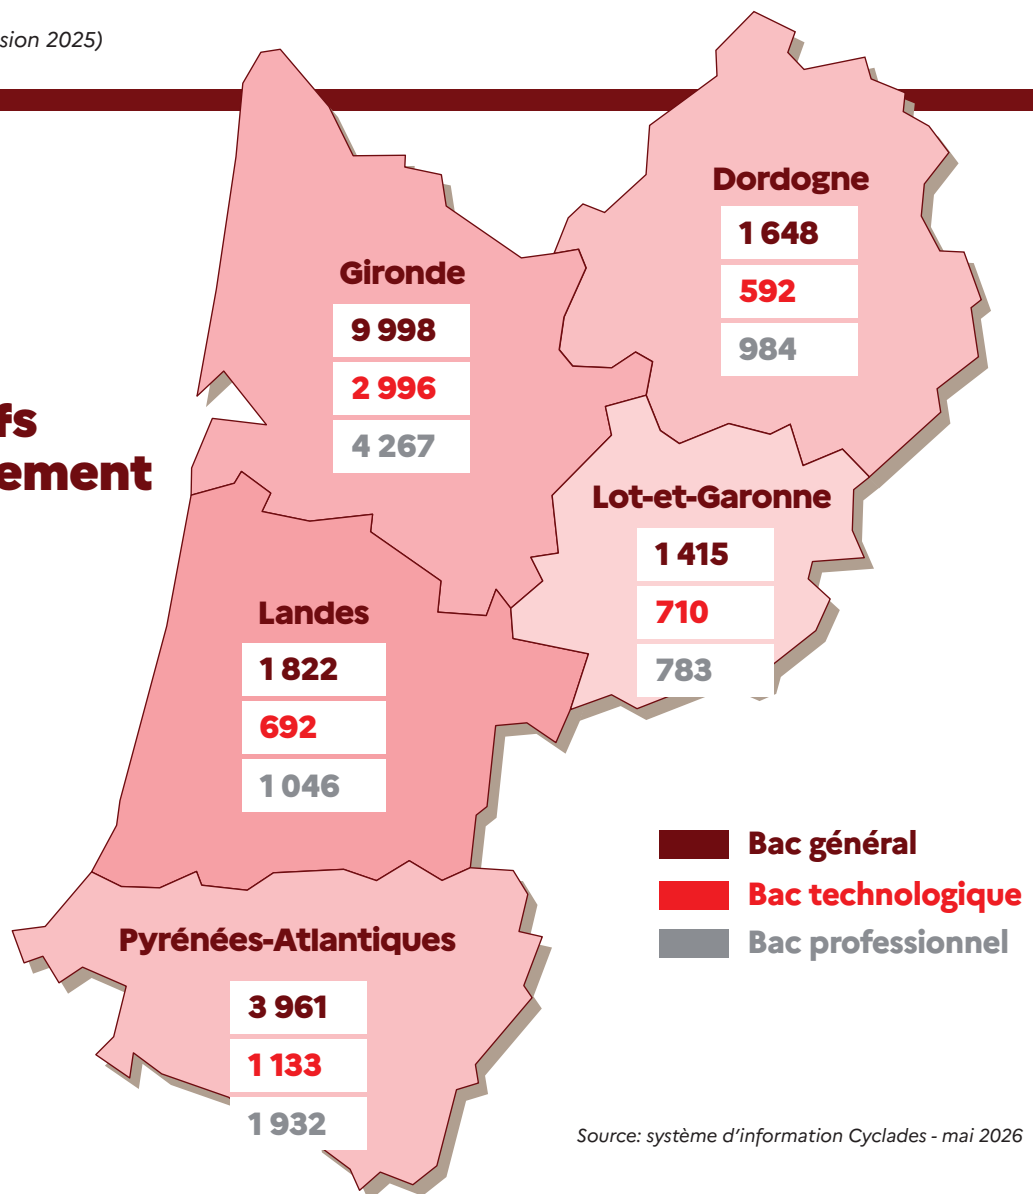 sion 2025)
Dordogne
1 648
592
984
Gironde
9 998
2 996
4 267
fs
ement
Lot-et-Garonne
1 415
710
783
Landes
1 822
692
1 046
Bac général
Bac technologique
Bac professionnel
Pyrénées-Atlantiques
3 961
1 133
1 932
Source: système d’information Cyclades - mai 2026